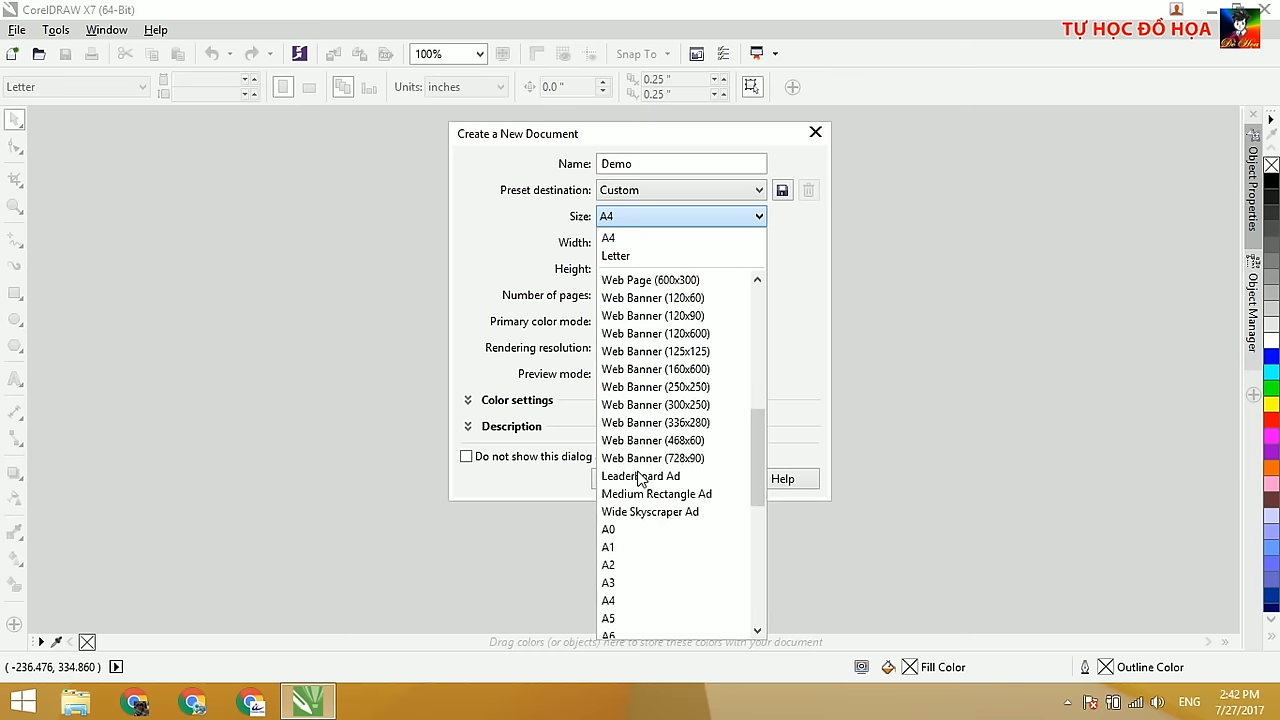 CorelDRAW X7 (64-Bit)
File Tools Window Help
TỰ HỌC ĐỒ HỌA
Đồ Họa
100%
Snap To
Letter
Units: inches
0.0 "
0.25 "
0.25 "
Create a New Document
Name: Demo
Preset destination: Custom
Size: A4
Width:
Height:
Number of pages:
Primary color mode:
Rendering resolution:
Preview mode:
Color settings
Description
Do not show this dialog
Help
A4
Letter
Web Page (600x300)
Web Banner (120x60)
Web Banner (120x90)
Web Banner (120x600)
Web Banner (125x125)
Web Banner (160x600)
Web Banner (250x250)
Web Banner (300x250)
Web Banner (336x280)
Web Banner (468x60)
Web Banner (728x90)
Leaderboard Ad
Medium Rectangle Ad
Wide Skyscraper Ad
A0
A1
A2
A3
A4
A5
A6
Object Properties
Object Manager
Drag colors (or objects) here to store these colors with your document
( -236.476, 334.860 )
Fill Color
Outline Color
ENG
2:42 PM
7/27/2017